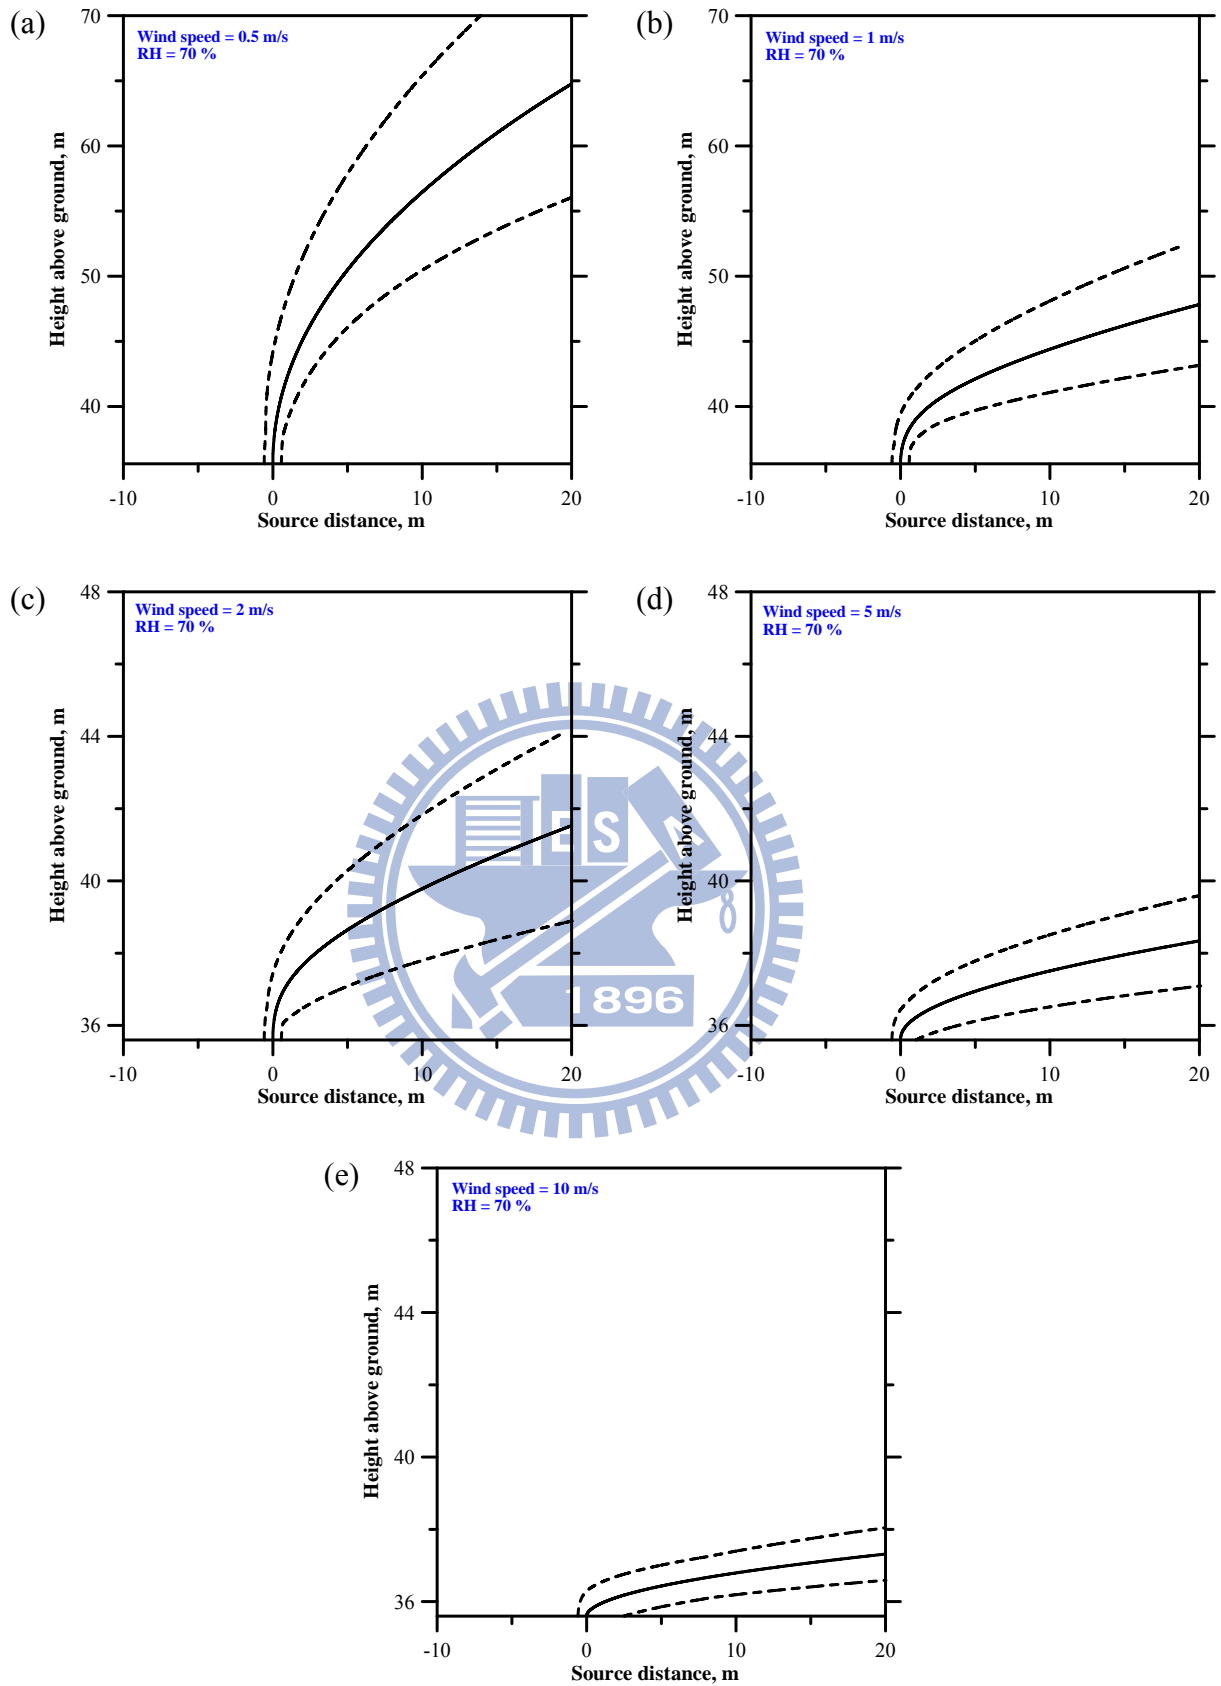 (a)
Wind speed = 0.5 m/s
RH = 70 %
70
60
50
40
Height above ground, m
-10
0
10
20
Source distance, m
(b)
Wind speed = 1 m/s
RH = 70 %
70
60
50
40
Height above ground, m
-10
0
10
20
Source distance, m
(c)
Wind speed = 2 m/s
RH = 70 %
48
44
40
36
Height above ground, m
-10
0
10
20
Source distance, m
(d)
Wind speed = 5 m/s
RH = 70 %
48
44
40
36
Height above ground, m
-10
0
10
20
Source distance, m
E S
1896
(e)
Wind speed = 10 m/s
RH = 70 %
48
44
40
36
Height above ground, m
-10
0
10
20
Source distance, m